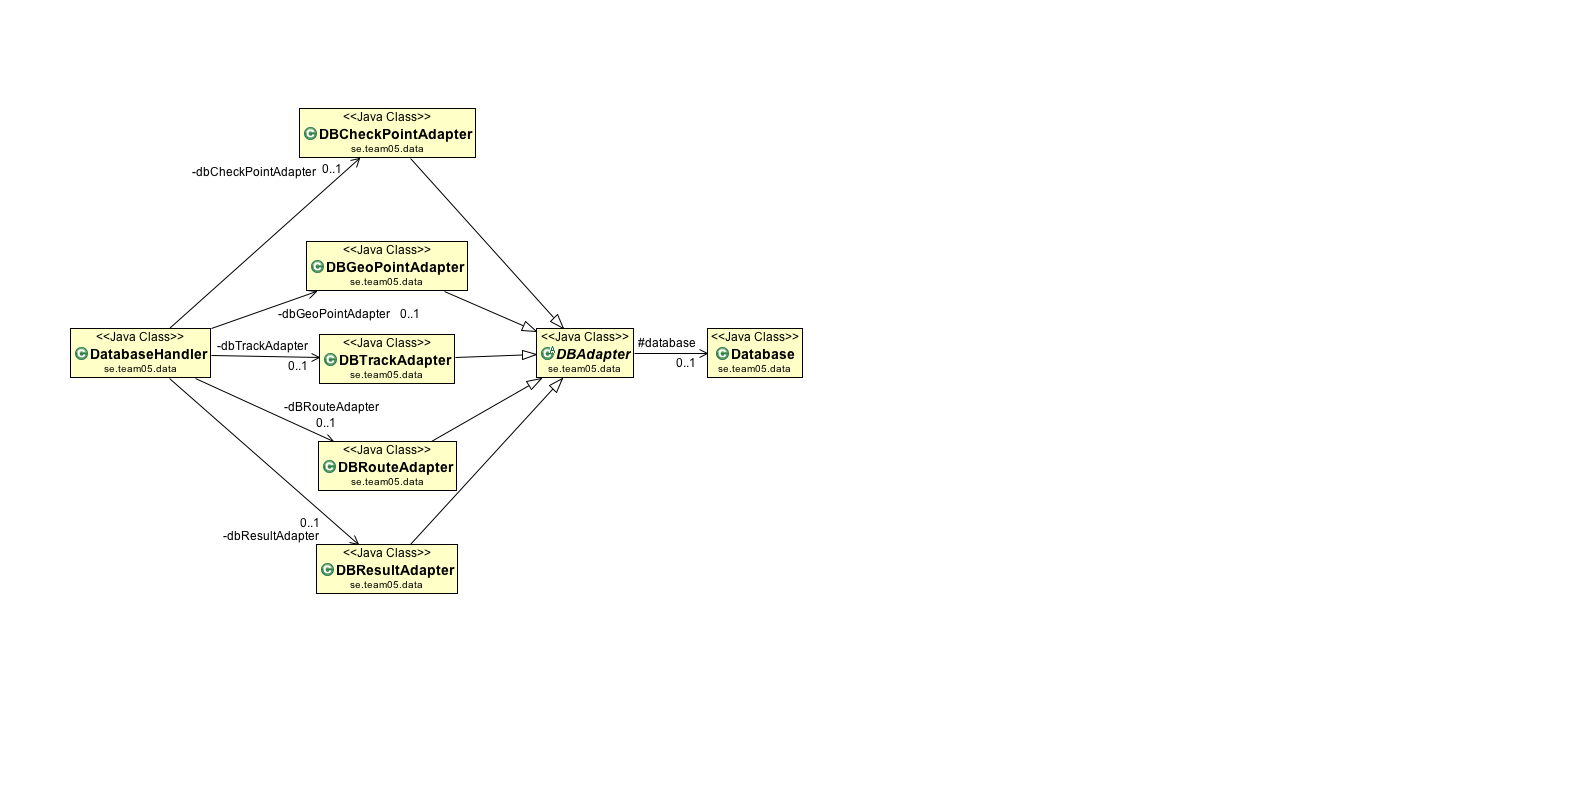 <<Java Class>>
DBCheckPointAdapter
se.team05.data
-dbCheckPointAdapter 0..1
<<Java Class>>
DBGeoPointAdapter
se.team05.data
-dbGeoPointAdapter 0..1
<<Java Class>>
DatabaseHandler
se.team05.data
-dbTrackAdapter
0..1
<<Java Class>>
DBTrackAdapter
se.team05.data
<<Java Class>>
DBAdapter
se.team05.data
#database
0..1
<<Java Class>>
Database
se.team05.data
-dBRouteAdapter
0..1
<<Java Class>>
DBRouteAdapter
se.team05.data
0..1
-dbResultAdapter
<<Java Class>>
DBResultAdapter
se.team05.data